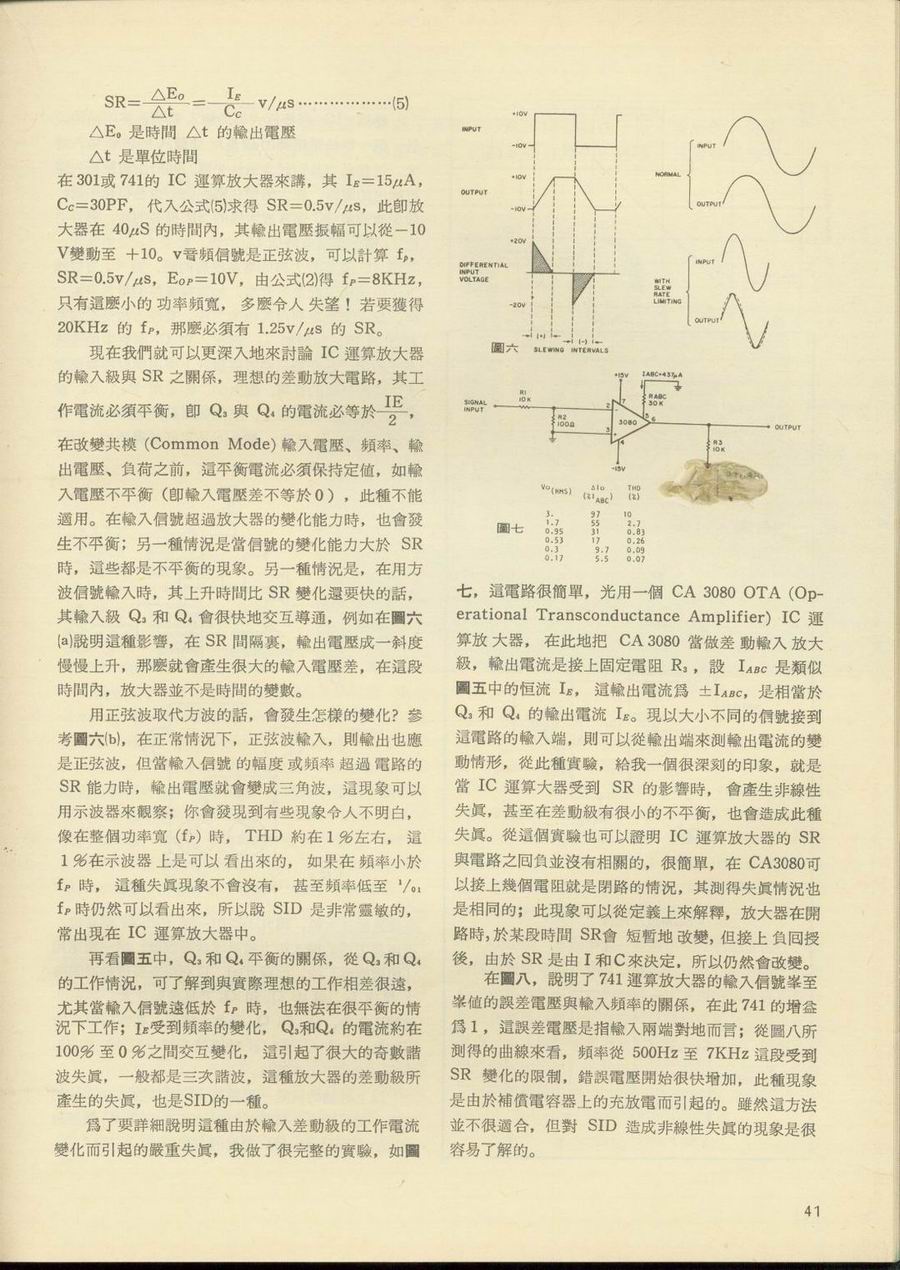 SR=△Eo/△t=IE/Cc v/μs………………(5)
△Eo 是時間 △t 的輸出電壓
△t 是單位時間
在301或741的 IC 運算放大器來講，其 IE=15μA，
Cc=30PF， 代入公式(5)求得 SR=0.5v/μs，此卽放
大器在 40μS 的時間內，其輸出電壓振幅可以從－10
V變動至 +10。v音頻信號是正弦波，可以計算 fp，
SR=0.5v/μs，EOP=10V，由公式(2)得 fP=8KHz，
只有這麼小的功率頻寬， 多麼令人失望！若要獲得
20KHz 的 fP，那麼必須有 1.25v/μs 的 SR。
現在我們就可以更深入地來討論 IC 運算放大器
的輸入級與 SR 之關係，理想的差動放大電路，其工
作電流必須平衡，卽 Q3 與 Q4 的電流必等於IE/2，
在改變共模 (Common Mode) 輸入電壓、頻率、輸
出電壓、負荷之前，這平衡電流必須保持定値，如輸
入電壓不平衡（卽輸入電壓差不等於0），此種不能
適用。在輸入信號超過放大器的變化能力時，也會發
生不平衡；另一種情況是當信號的變化能力大於 SR
時，這些都是不平衡的現象。另一種情況是，在用方
波信號輸入時，其上升時間比 SR 變化還要快的話，
其輸入級 Q3 和 Q4 會很快地交互導通，例如在圖六
(a)說明這種影響，在 SR 間隔裏，輸出電壓成一斜度
慢慢上升，那麼就會產生很大的輸入電壓差，在這段
時間內，放大器並不是時間的變數。
用正弦波取代方波的話，會發生怎樣的變化？參
考圖六(b)，在正常情況下，正弦波輸入，則輸出也應
是正弦波，但當輸入信號的幅度或頻率超過電路的
SR 能力時，輸出電壓就會變成三角波，這現象可以
用示波器來觀察；你會發現到有些現象令人不明白，
像在整個功率寬 (fP) 時， THD 約在1％左右， 這
1％在示波器上是可以看出來的， 如果在頻率小於
fP 時， 這種失眞現象不會沒有， 甚至頻率低至 1/01
fP 時仍然可以看出來，所以說 SID 是非常靈敏的，
常出現在 IC 運算放大器中。
再看圖五中，Q3 和 Q4 平衡的關係，從 Q3 和 Q4
的工作情況，可了解到與實際理想的工作相差很遠，
尤其當輸入信號遠低於 fP 時，也無法在很平衡的情
況下工作；IE受到頻率的變化， Q3和Q4 的電流約在
100％ 至0％之間交互變化， 這引起了很大的奇數諧
波失眞，一般都是三次諧波，這種放大器的差動級所
產生的失眞，也是SID的一種。
爲了要詳細說明這種由於輸入差動級的工作電流
變化而引起的嚴重失眞，我做了很完整的實驗，如圖
INPUT
+10V
-10V
OUTPUT
+10V
-10V
+20V
DIFFERENTIAL
INPUT
VOLTAGE
-20V
(+)
(-)
圖六 SLEWING INTERVALS
NORMAL
INPUT
OUTPUT
WITH
SLEW
RATE
LIMITING
INPUT
OUTPUT
SIGNAL
INPUT
R1
10K
R2
100Ω
+15V
IABC=437μA
RABC
30K
2
3
7
5
6
4
3080
-15V
OUTPUT
R3
10K
Vo(RMS) ΔIo (%IABC) THD (%)
3. 97 10
1.7 55 2.7
0.95 31 0.83
0.53 17 0.26
0.3 9.7 0.09
0.17 5.5 0.07
圖七
七，這電路很簡單，光用一個 CA 3080 OTA (Op-
erational Transconductance Amplifier) IC 運
算放大器， 在此地把 CA 3080 當做差動輸入放大
級，輸出電流是接上固定電阻 R3，設 IABC 是類似
圖五中的恒流 IE， 這輸出電流爲 ±IABC，是相當於
Q3 和 Q4 的輸出電流 IE。現以大小不同的信號接到
這電路的輸入端，則可以從輸出端來測輸出電流的變
動情形，從此種實驗，給我一個很深刻的印象，就是
當 IC 運算大器受到 SR 的影響時， 會產生非線性
失眞，甚至在差動級有很小的不平衡，也會造成此種
失眞。從這個實驗也可以證明 IC 運算放大器的 SR
與電路之囘負並沒有相關的，很簡單，在 CA3080可
以接上幾個電阻就是閉路的情況，其測得失眞情況也
是相同的；此現象可以從定義上來解釋，放大器在開
路時，於某段時間 SR會 短暫地改變，但接上負囘授
後，由於 SR 是由 I 和C來決定，所以仍然會改變。
在圖八，說明了741運算放大器的輸入信號峯至
峯値的誤差電壓與輸入頻率的關係，在此 741 的增益
爲1，這誤差電壓是指輸入兩端對地而言；從圖八所
測得的曲線來看，頻率從 500Hz 至 7KHz 這段受到
SR 變化的限制，錯誤電壓開始很快增加，此種現象
是由於補償電容器上的充放電而引起的。雖然這方法
並不很適合，但對 SID 造成非線性失眞的現象是很
容易了解的。
41